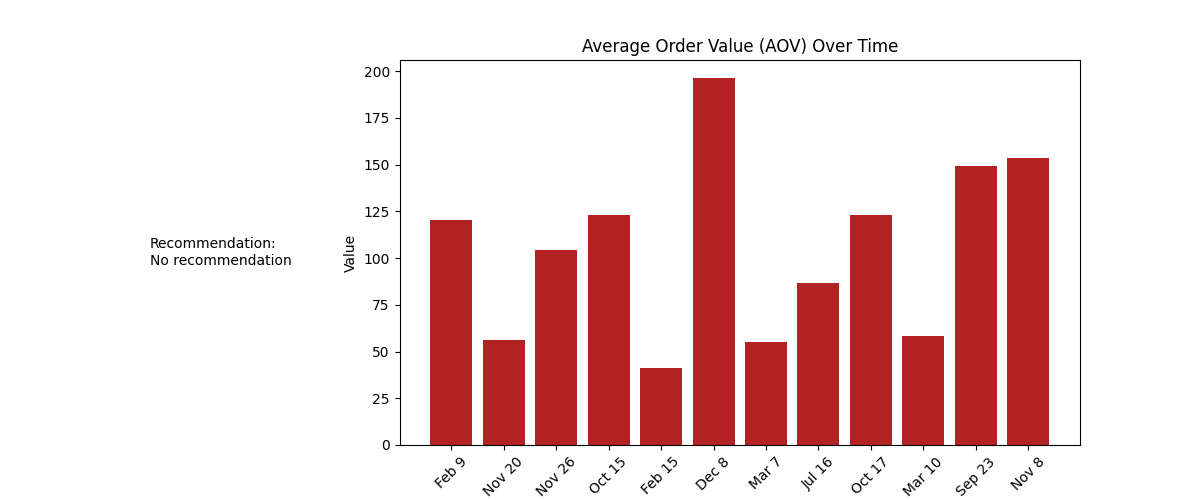 Average Order Value (AOV) Over Time
Recommendation:
No recommendation
Value
200
175
150
125
100
75
50
25
0
Feb 9
Nov 20
Nov 26
Oct 15
Feb 15
Dec 8
Mar 7
Jul 16
Oct 17
Mar 10
Sep 23
Nov 8